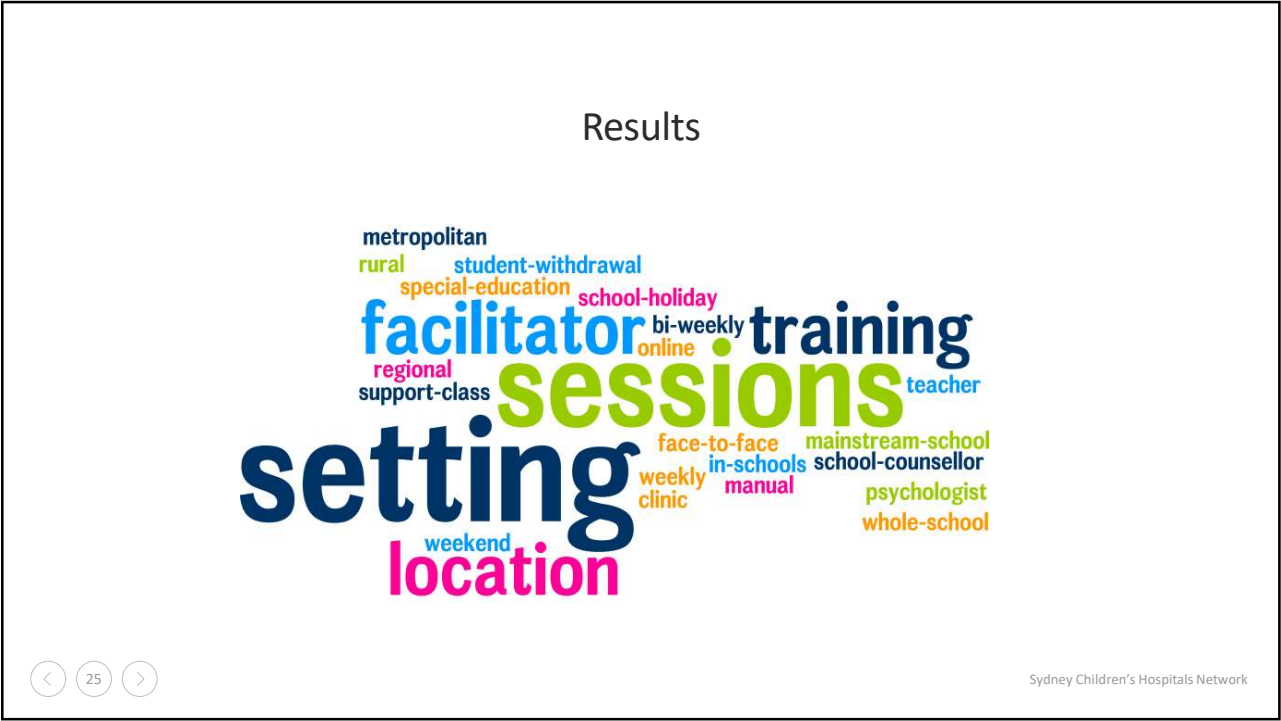 Results
metropolitan
rural student-withdrawal
special-education school-holiday
facilitator bi-weekly training
online
regional sessions teacher
support-class
setting face-to-face mainstream-school
in-schools school-counsellor
weekly manual psychologist
clinic
whole-school
weekend
location
25
Sydney Children’s Hospitals Network